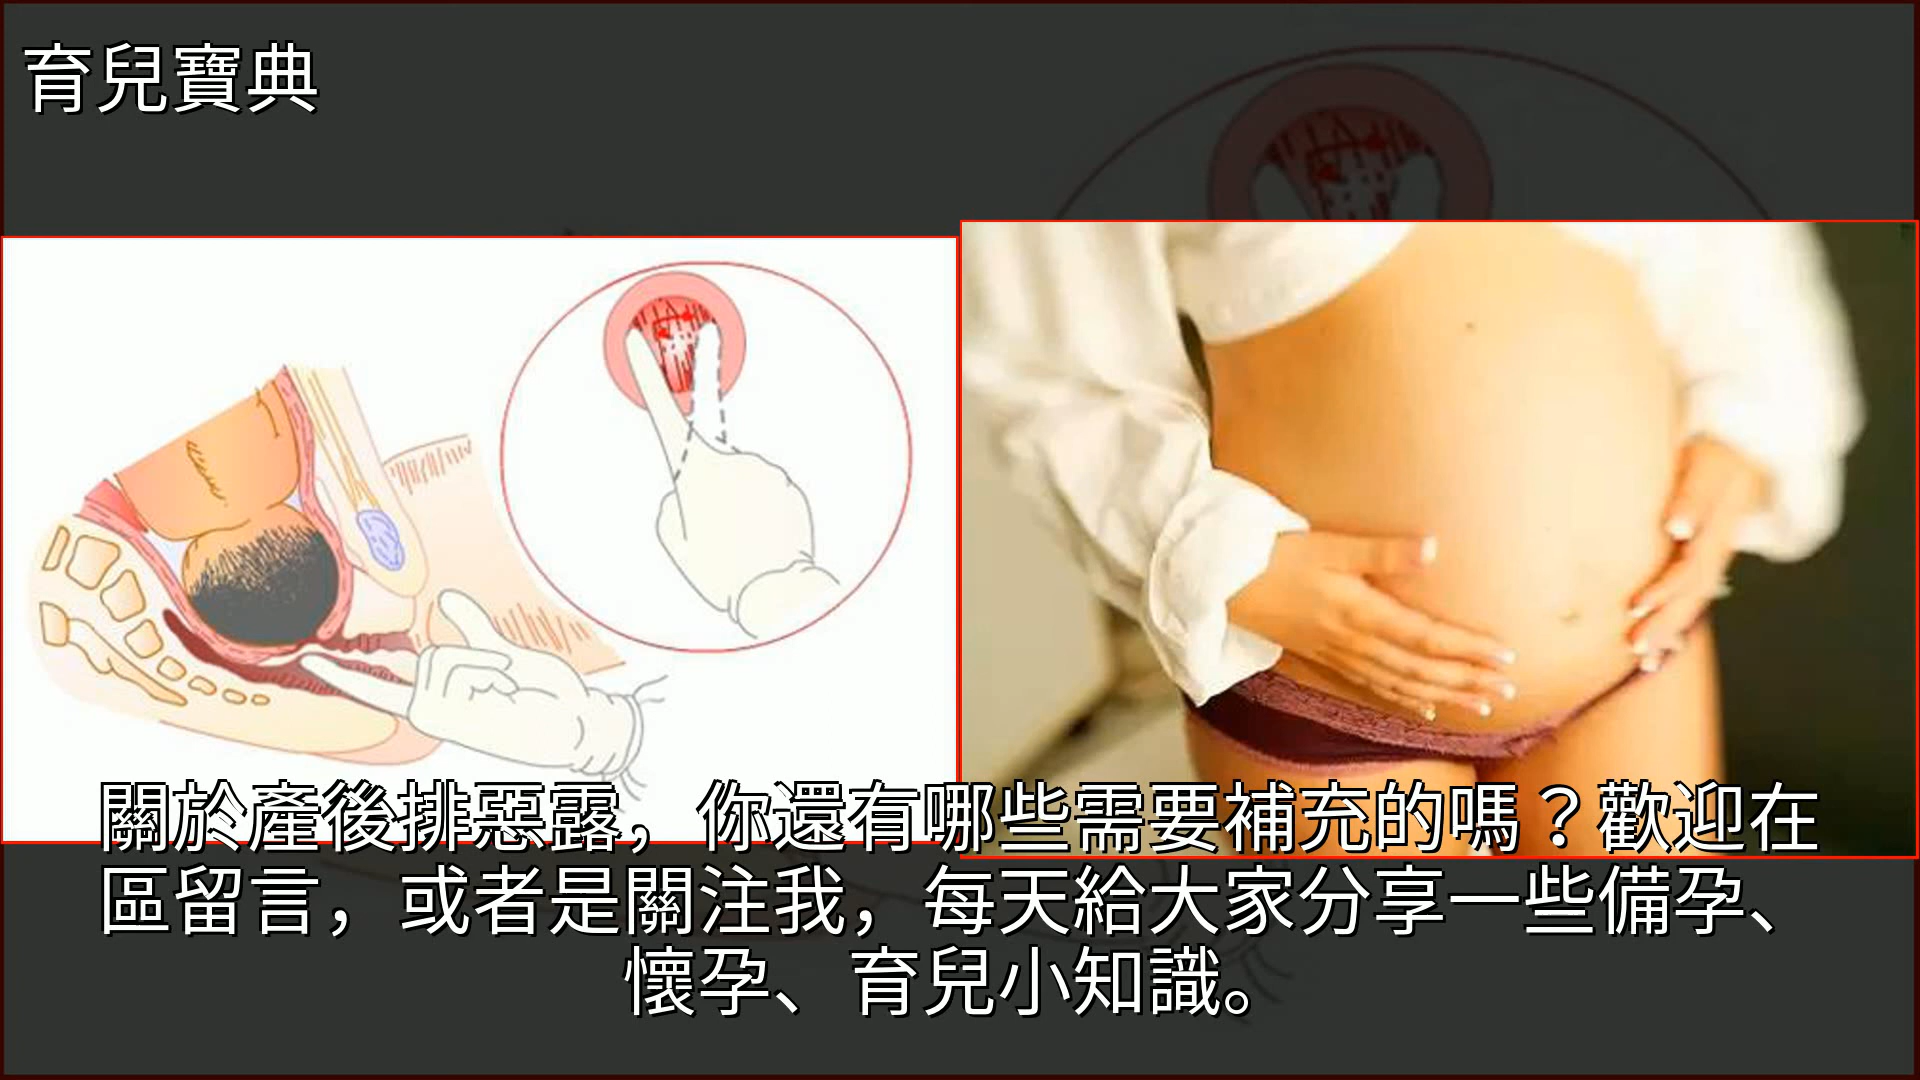 育兒寶典
關於產後排惡露，你還有哪些需要補充的嗎？歡迎在
區留言，或者是關注我，每天給大家分享一些備孕、
懷孕、育兒小知識。